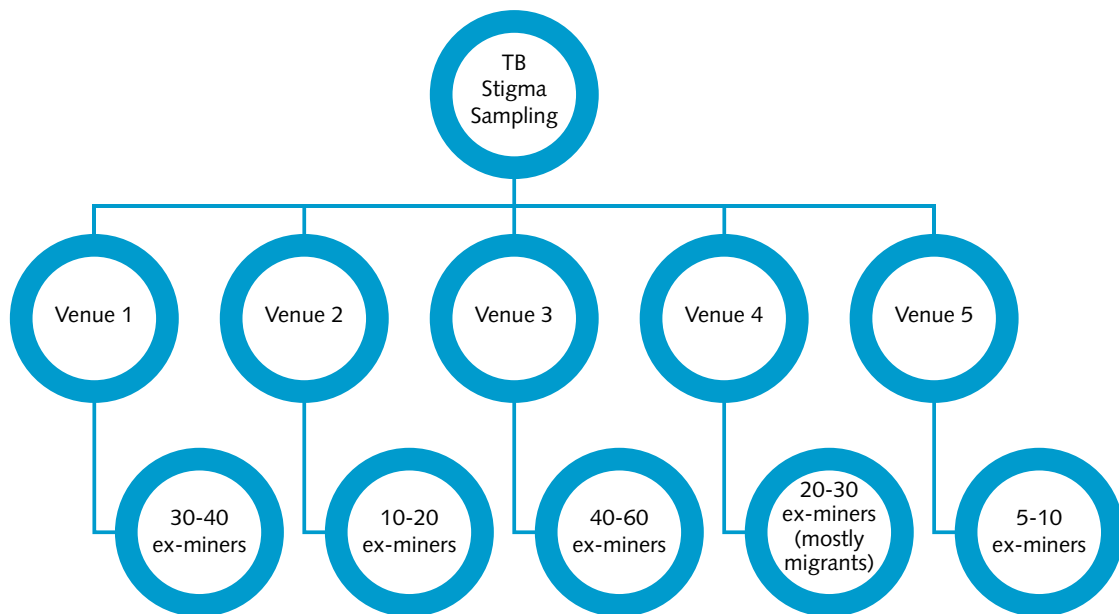 TB
Stigma
Sampling
Venue 1
Venue 2
Venue 3
Venue 4
Venue 5
30-40
ex-miners
10-20
ex-miners
40-60
ex-miners
20-30
ex-miners
(mostly
migrants)
5-10
ex-miners